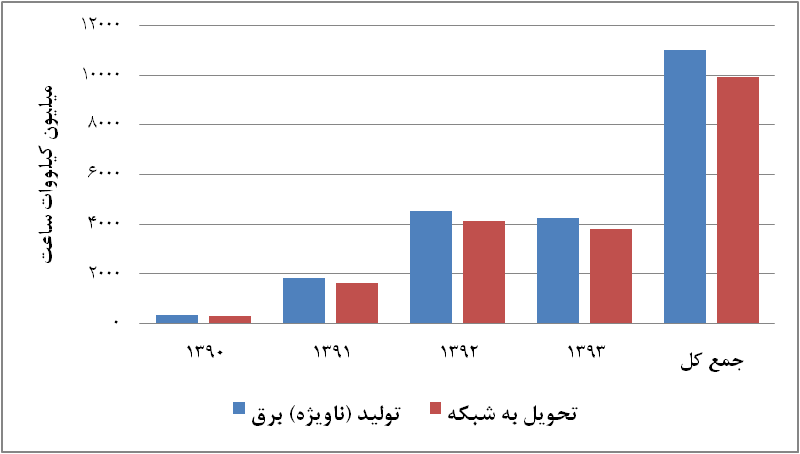 میلیون کیلووات ساعت
۱۲۰۰۰
۱۰۰۰۰
۸۰۰۰
۶۰۰۰
۴۰۰۰
۲۰۰۰
۰
۱۳۹۰ ۱۳۹۱ ۱۳۹۲ ۱۳۹۳ جمع کل
تولید (ناویژه) برق
تحویل به شبکه